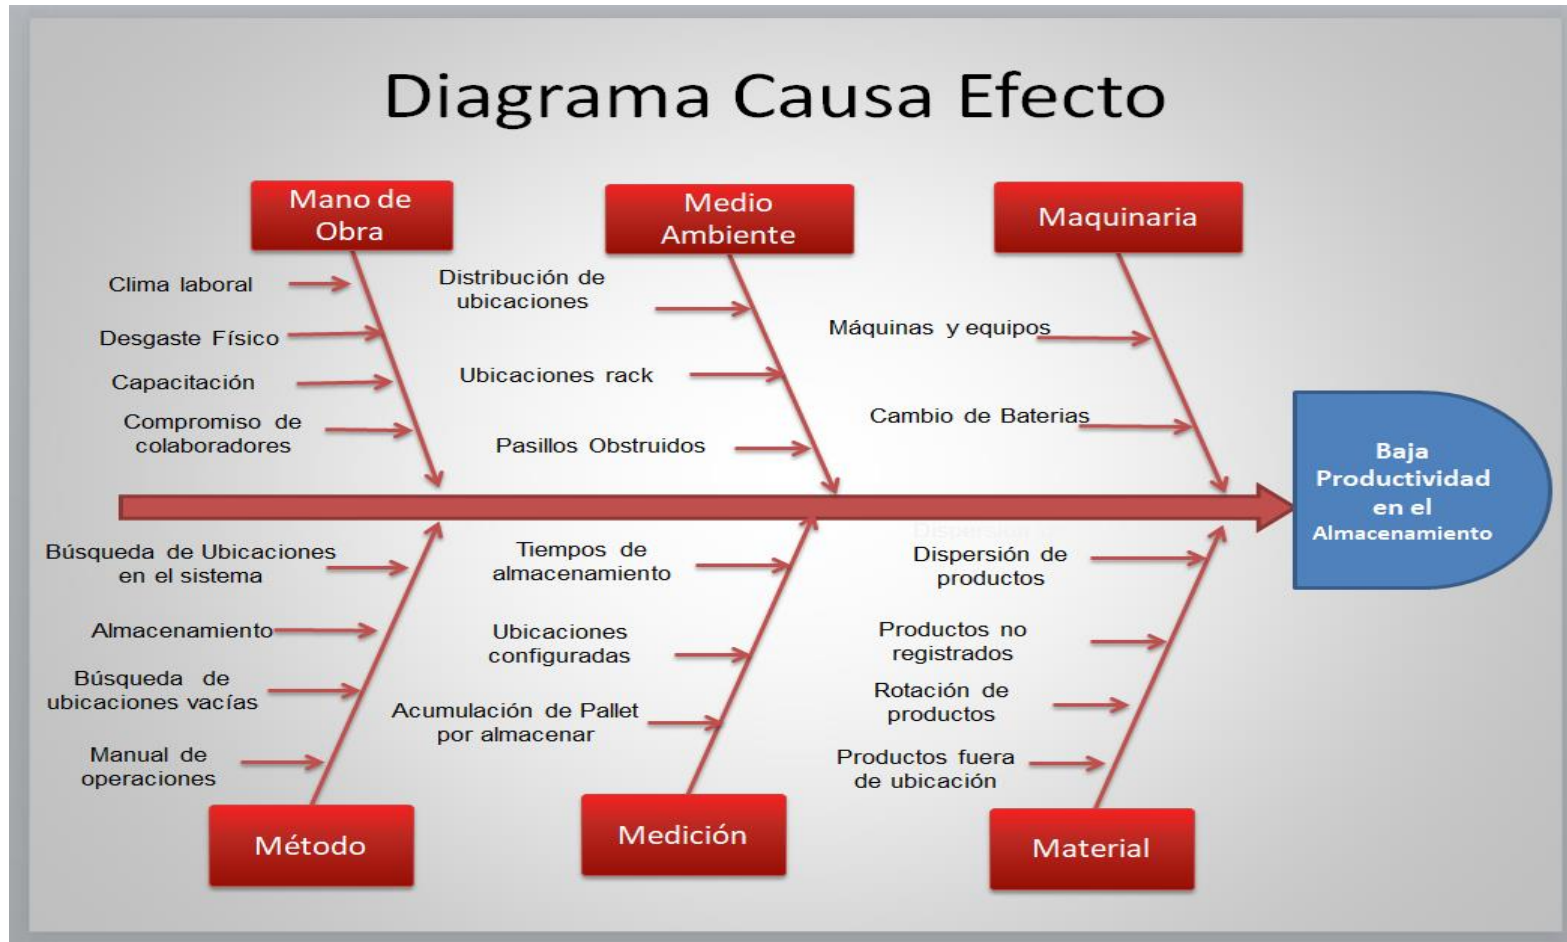 Diagrama Causa Efecto
Mano de
Obra
Medio
Ambiente
Maquinaria
Clima laboral
Desgaste Físico
Capacitación
Compromiso de
colaboradores
Distribución de
ubicaciones
Ubicaciones rack
Pasillos Obstruidos
Máquinas y equipos
Cambio de Baterias
Baja
Productividad
en el
Almacenamiento
Búsqueda de Ubicaciones
en el sistema
Almacenamiento
Búsqueda de
ubicaciones vacías
Manual de
operaciones
Tiempos de
almacenamiento
Ubicaciones
configuradas
Acumulación de Pallet
por almacenar
Dispersión de
productos
Productos no
registrados
Rotación de
productos
Productos fuera
de ubicación
Método
Medición
Material